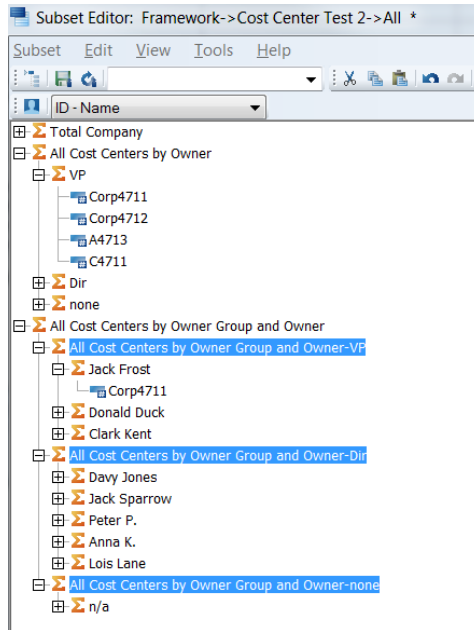 Subset Editor: Framework->Cost Center Test 2->All *
Subset Edit View Tools Help
ID - Name
Total Company
All Cost Centers by Owner
VP
Corp4711
Corp4712
A4713
C4711
Dir
none
All Cost Centers by Owner Group and Owner
All Cost Centers by Owner Group and Owner-VP
Jack Frost
Corp4711
Donald Duck
Clark Kent
All Cost Centers by Owner Group and Owner-Dir
Davy Jones
Jack Sparrow
Peter P.
Anna K.
Lois Lane
All Cost Centers by Owner Group and Owner-none
n/a